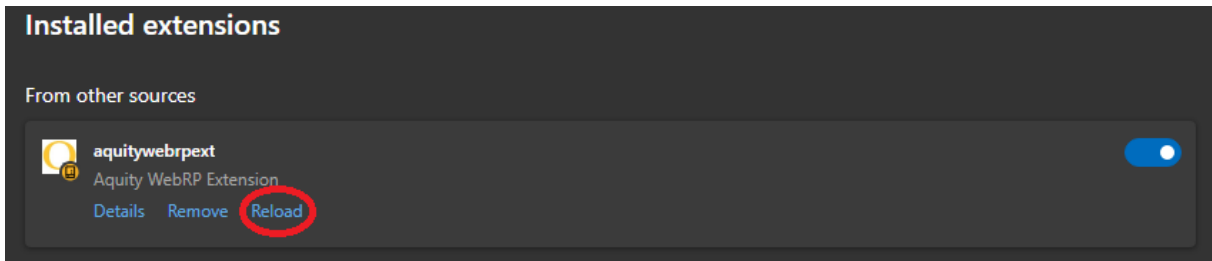 Installed extensions
From other sources
aquitywebrpext
Aquity WebRP Extension
Details Remove Reload